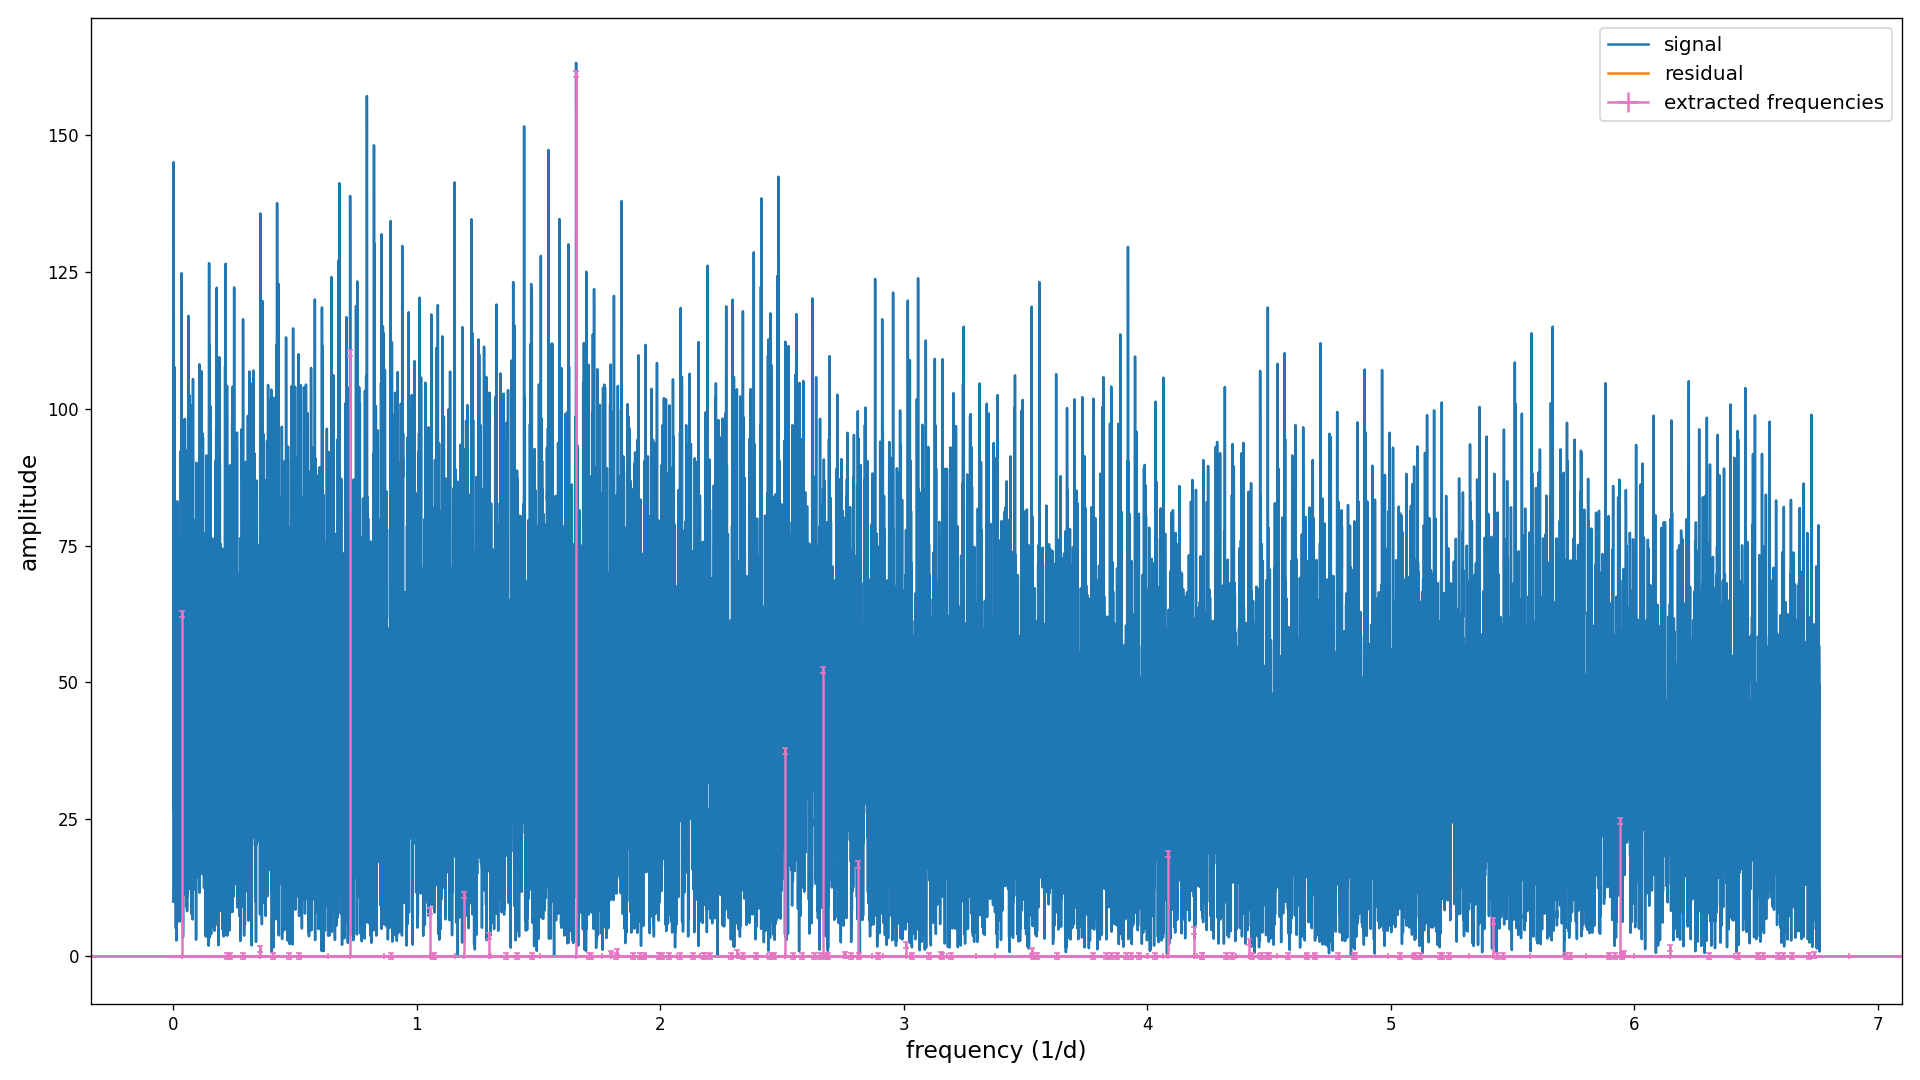 signal
residual
extracted frequencies
amplitude
150
125
100
75
50
25
0
0 1 2 3 4 5 6 7
frequency (1/d)